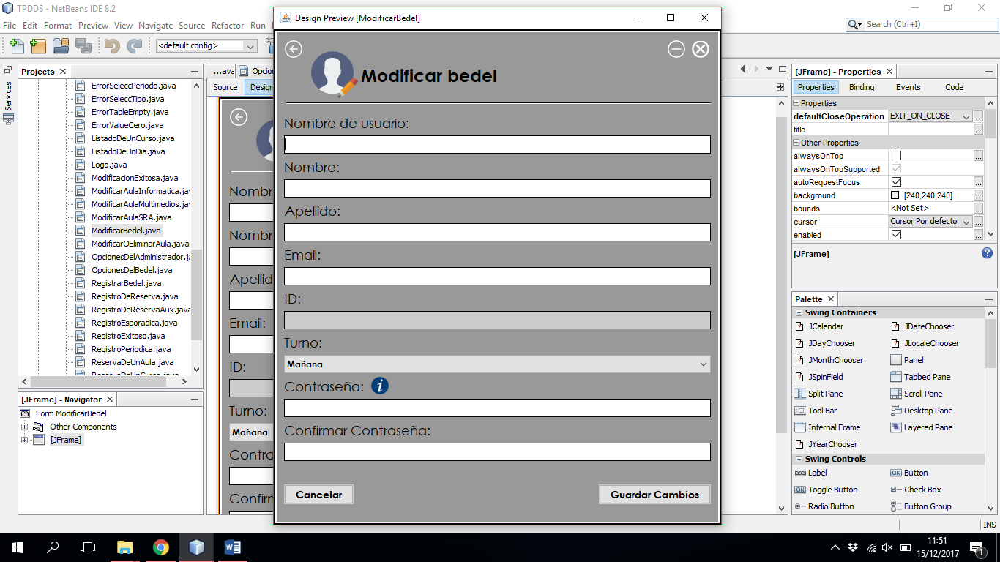 TPDDS - NetBeans IDE 8.2
File Edit Format Preview View Navigate Source Refactor Run
Search (Ctrl+I)
<default config>
Design Preview [ModificarBedel]
Modificar bedel
Nombre de usuario:
Nombre:
Apellido:
Email:
ID:
Turno:
Mañana
Contraseña: i
Confirmar Contraseña:
Cancelar
Guardar Cambios
Services
Projects
ErrorSeleccPeriodo.java
ErrorSeleccTipo.java
ErrorTableEmpty.java
ErrorValueCero.java
ListadoDeUnCurso.java
ListadoDeUnDia.java
Logo.java
ModificacionExitosa.java
ModificarAulaInformatica.java
ModificarAulaMultimedios.java
ModificarAulaSRA.java
ModificarBedel.java
ModificarOEliminarAula.java
OpcionesDelAdministrador.ja
OpcionesDelBedel.java
RegistrarBedel.java
RegistroDeReserva.java
RegistroDeReservaAux.java
RegistroEsporadica.java
RegistroExitoso.java
RegistroPeriodica.java
ReservaDeUnAula.java
ReservaDeUnCurso.java
[JFrame] - Navigator
Form ModificarBedel
Other Components
[JFrame]
...ava Opcion
Source Design
Nombr
Nombr
Apellid
Email:
ID:
Turno:
Mañana
Contra
Confirm
[JFrame] - Properties
Properties Binding Events Code
Properties
defaultCloseOperation EXIT_ON_CLOSE ...
title ...
Other Properties
alwaysOnTop ...
alwaysOnTopSupported
autoRequestFocus ...
background [240,240,240] ...
bounds <Not Set> ...
cursor Cursor Por defecto ...
enabled ...
[JFrame] ?
Palette
Swing Containers
JCalendar JDateChooser
JDayChooser JLocaleChooser
JMonthChooser Panel
JSpinField Tabbed Pane
Split Pane Scroll Pane
Tool Bar Desktop Pane
Internal Frame Layered Pane
JYearChooser
Swing Controls
label Label OK Button
ON Toggle Button Check Box
Radio Button Button Group
INS
11:51
15/12/2017
1